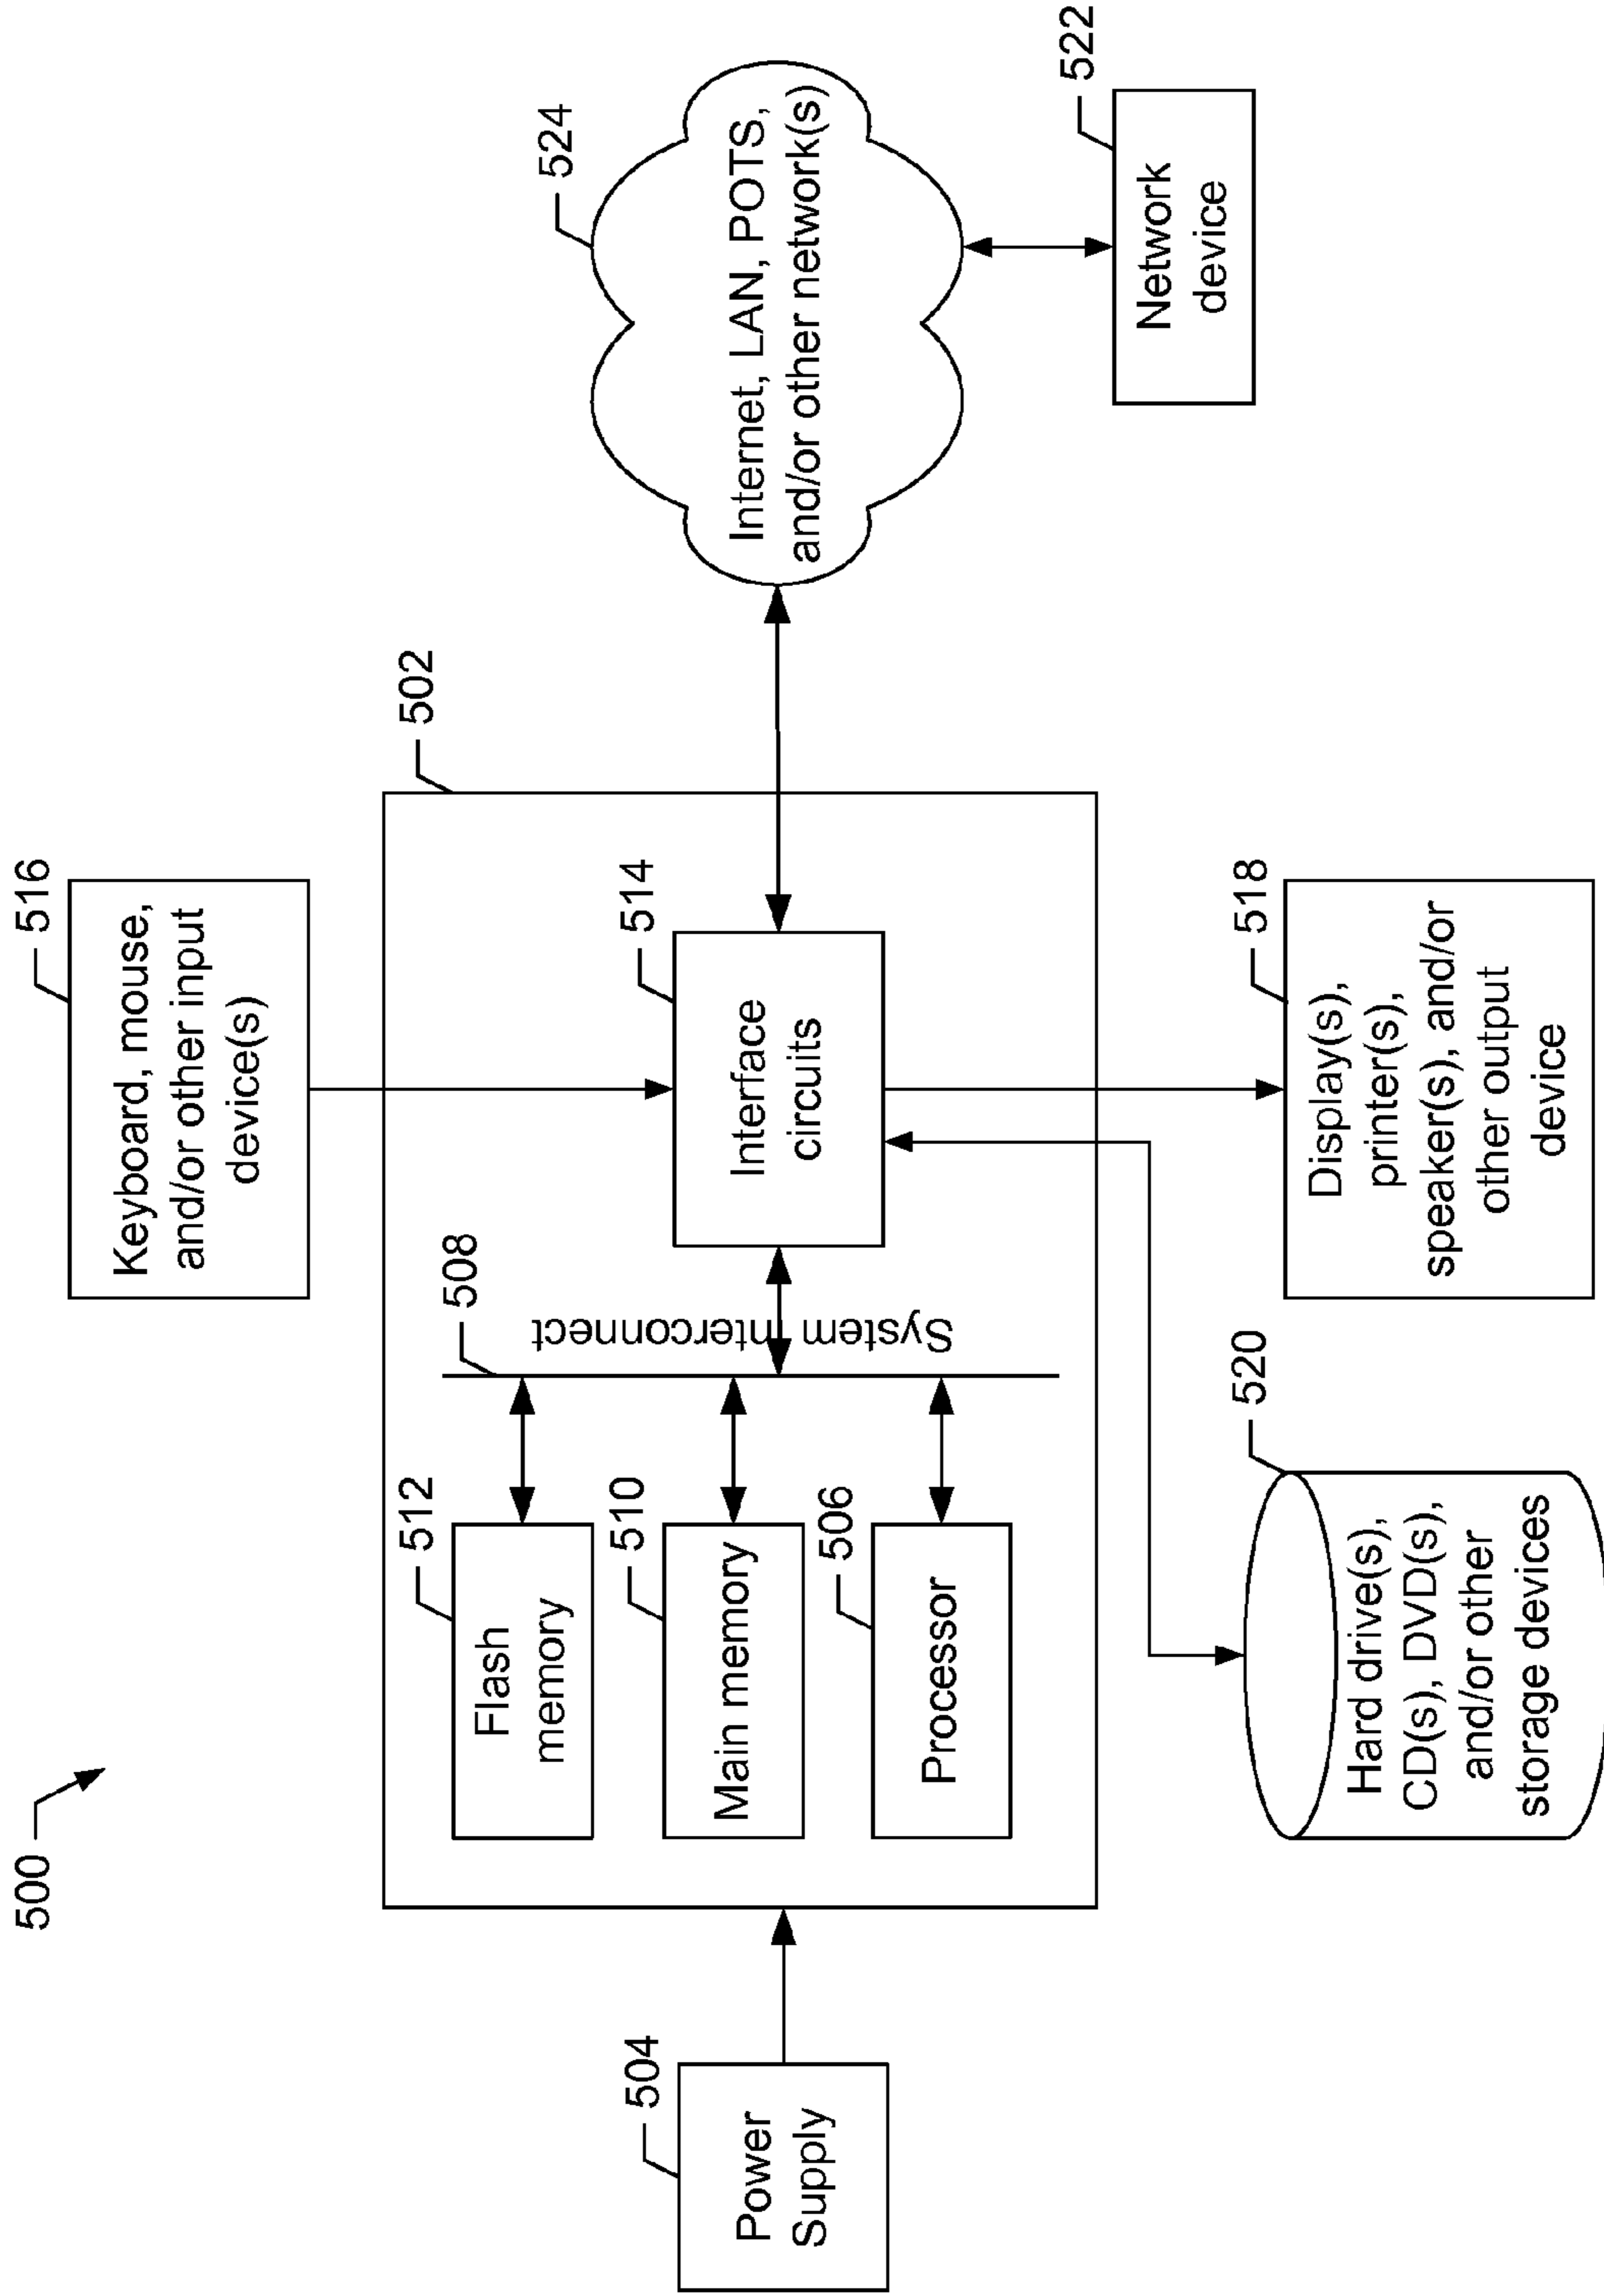 500
516
Keyboard, mouse,
and/or other input
device(s)
502
504
Power
Supply
512
Flash
memory
510
Main memory
506
Processor
508
System Interconnect
514
Interface
circuits
524
Internet, LAN, POTS,
and/or other network(s)
522
Network
device
520
Hard drive(s),
CD(s), DVD(s),
and/or other
storage devices
518
Display(s),
printer(s),
speaker(s), and/or
other output
device